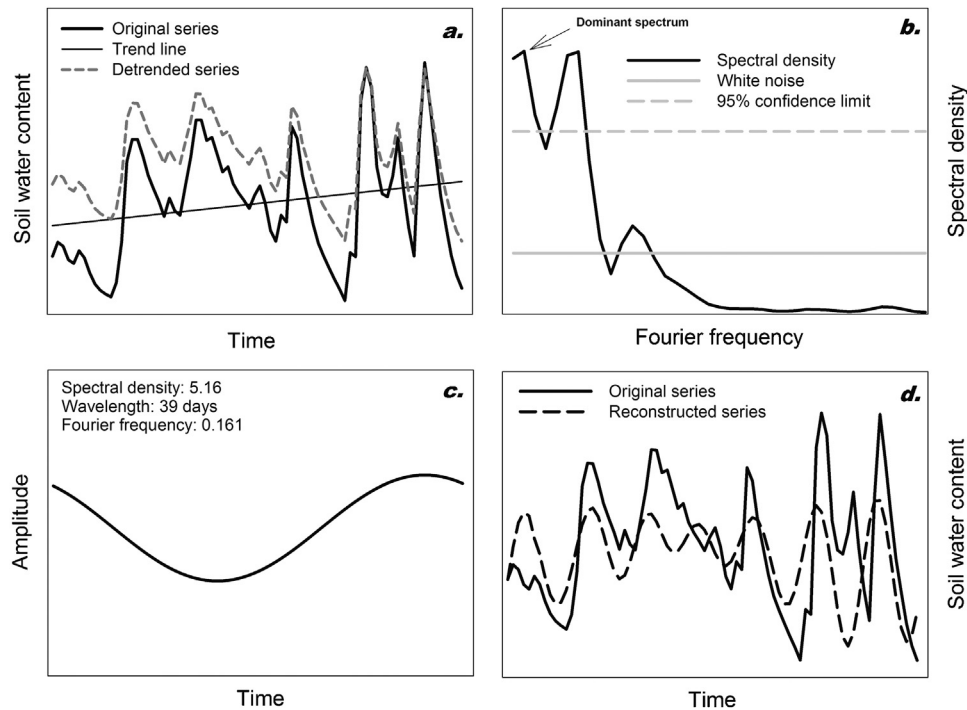 a.
Original series
Trend line
Detrended series
Soil water content
Time
Dominant spectrum
b.
Spectral density
White noise
95% confidence limit
Spectral density
Fourier frequency
Spectral density: 5.16
Wavelength: 39 days
Fourier frequency: 0.161
c.
Amplitude
Time
Original series
Reconstructed series
d.
Soil water content
Time